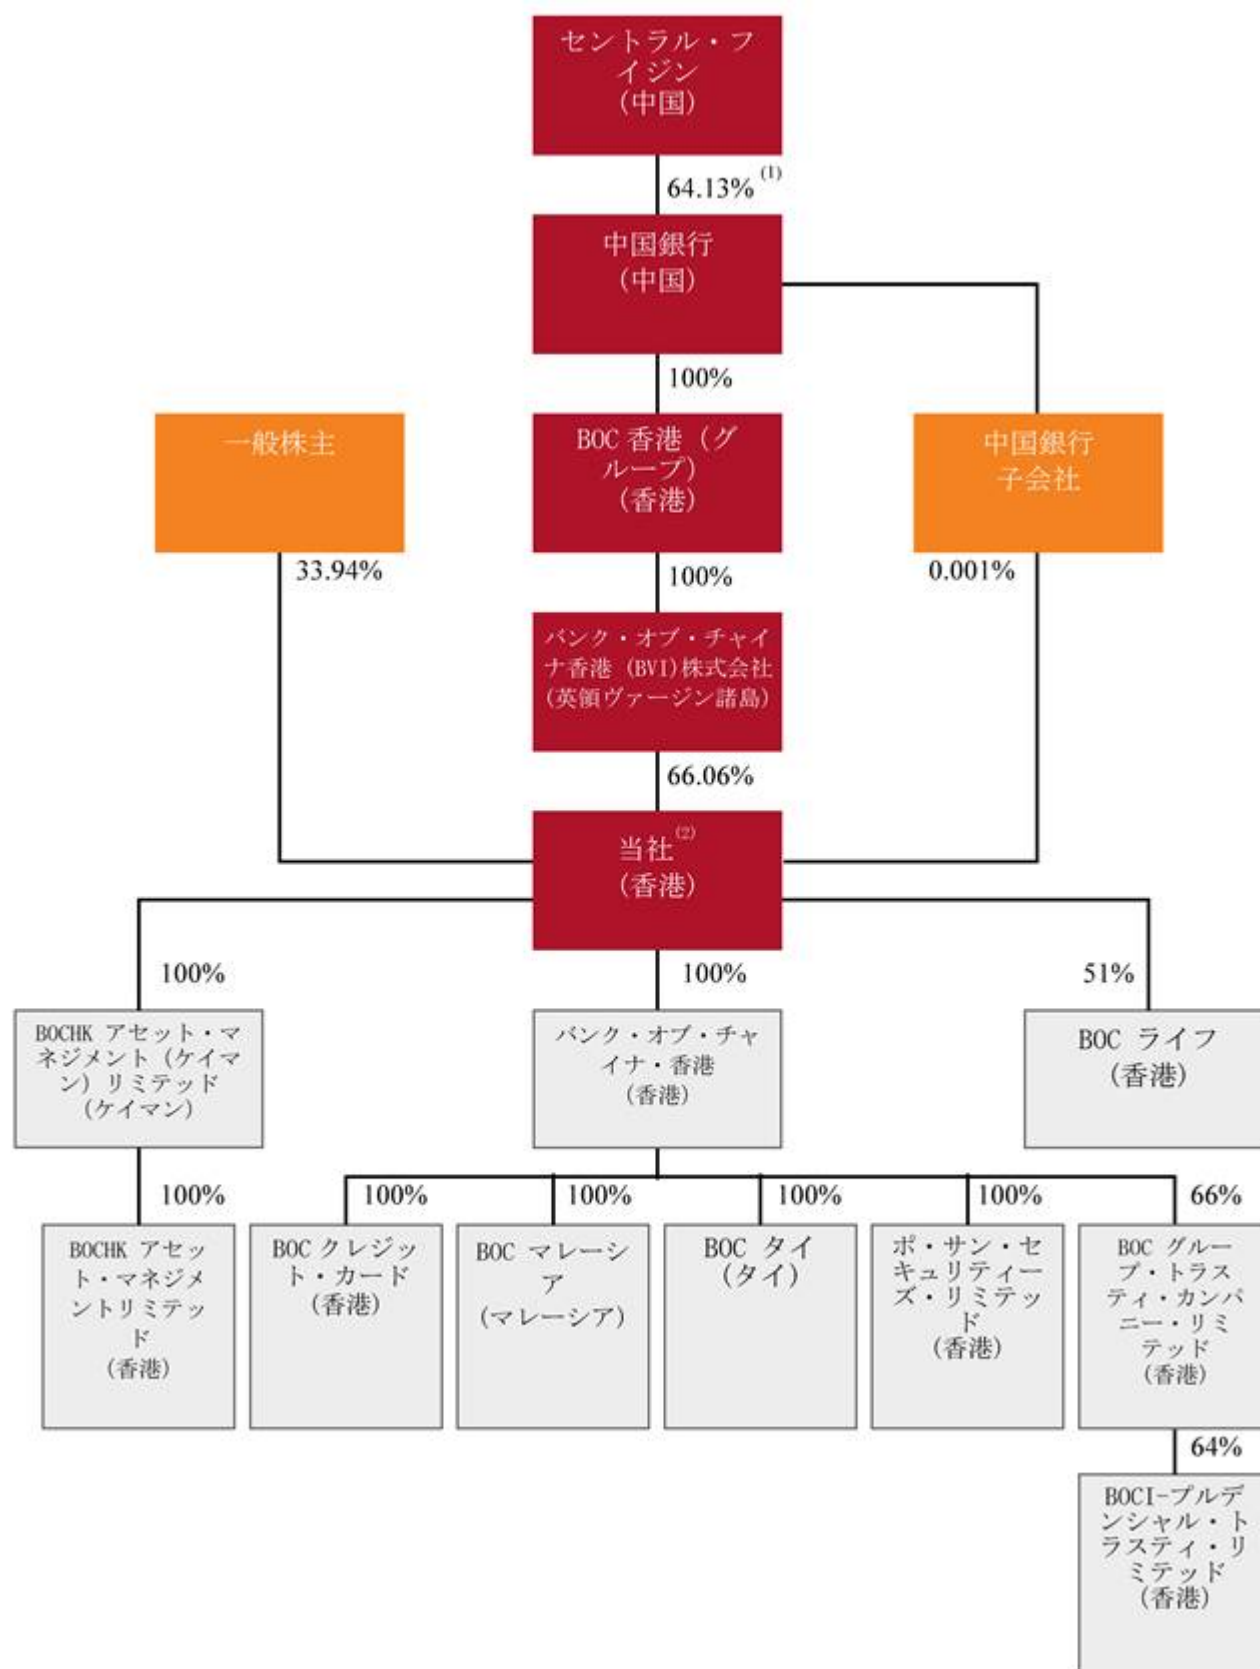 セントラル・フ
イジン
(中国)
64.13% (1)
中国銀行
(中国)
100%
一般株主
BOC 香港 (グ
ループ)
(香港)
中国銀行
子会社
33.94%
100%
0.001%
バンク・オブ・チャイ
ナ香港 (BVI)株式会社
(英領ヴァージン諸島)
66.06%
当社(2)
(香港)
100%
100%
51%
BOCHK アセット・マ
ネジメント (ケイマ
ン) リミテッド
(ケイマン)
バンク・オブ・チャ
イナ・香港
(香港)
BOC ライフ
(香港)
100%
100%
100%
100%
100%
66%
BOCHK アセッ
ト・マネジメ
ントリミテッ
ド
(香港)
BOC クレジッ
ト・カード
(香港)
BOC マレーシ
ア
(マレーシア)
BOC タイ
(タイ)
ポ・サン・セ
キュリティー
ズ・リミテッ
ド
(香港)
BOC グルー
プ・トラス
ティ・カンパ
ニー・リミ
テッド
(香港)
64%
BOCI-プルデ
ンシャル・ト
ラスティ・リ
ミテッド
(香港)